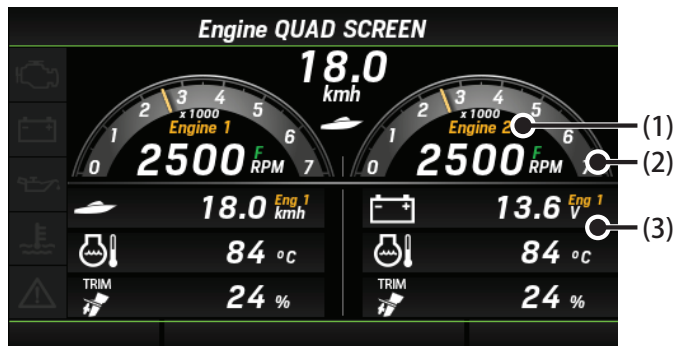 Engine QUAD SCREEN
18.0
kmh
0 1 2 3 4 5 6 7
x 1000
Engine 1
2500 F RPM
0 1 2 3 4 5 6 7
x 1000
Engine 2
2500 F RPM
(1)
(2)
18.0 Eng 1 kmh
13.6 Eng 1 V
(3)
84 °C
84 °C
TRIM 24 %
TRIM 24 %